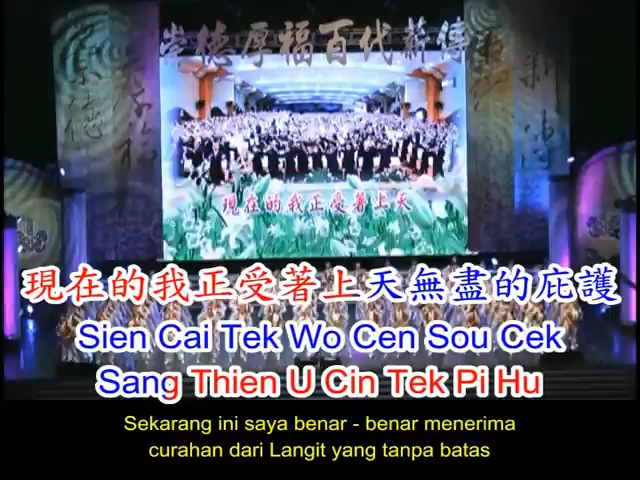 崇德厚福百代薪傳
現在的我正受著上天
現在的我正受著上天無盡的庇護
Sien Cai Tek Wo Cen Sou Cek
Sang Thien U Cin Tek Pi Hu
Sekarang ini saya benar - benar menerima
curahan dari Langit yang tanpa batas